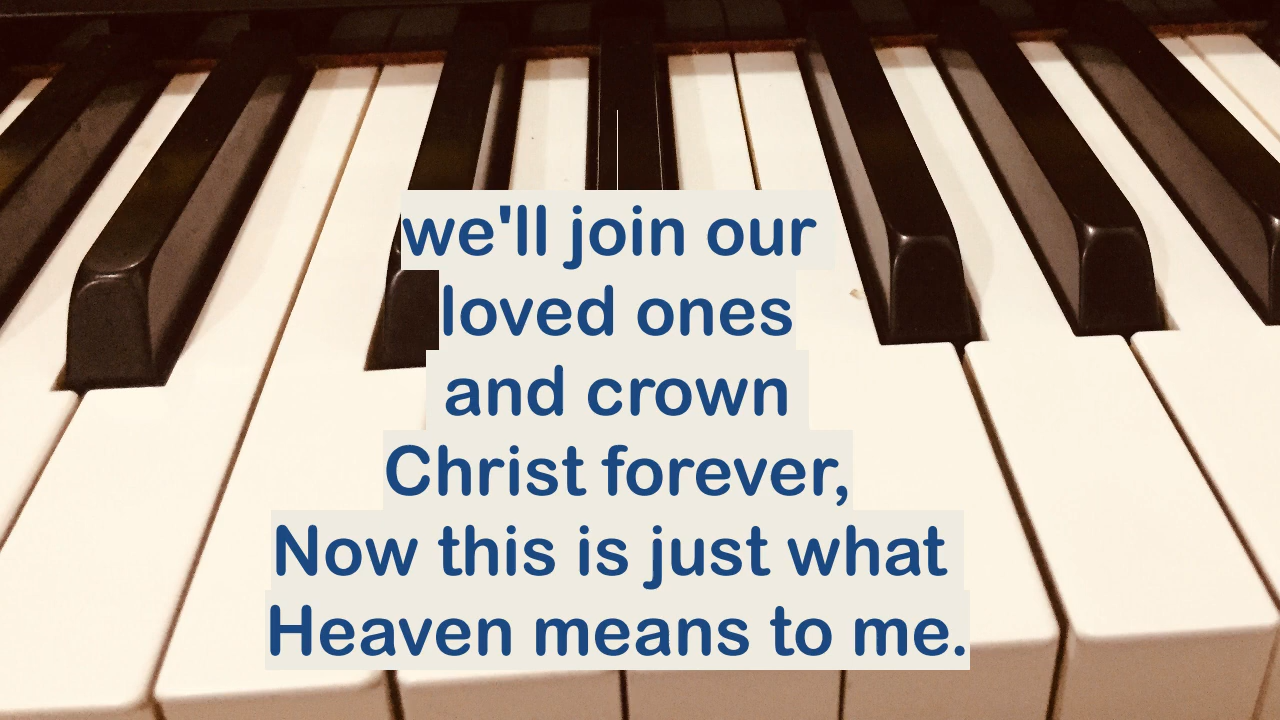 we'll join our
loved ones
and crown
Christ forever,
Now this is just what
Heaven means to me.